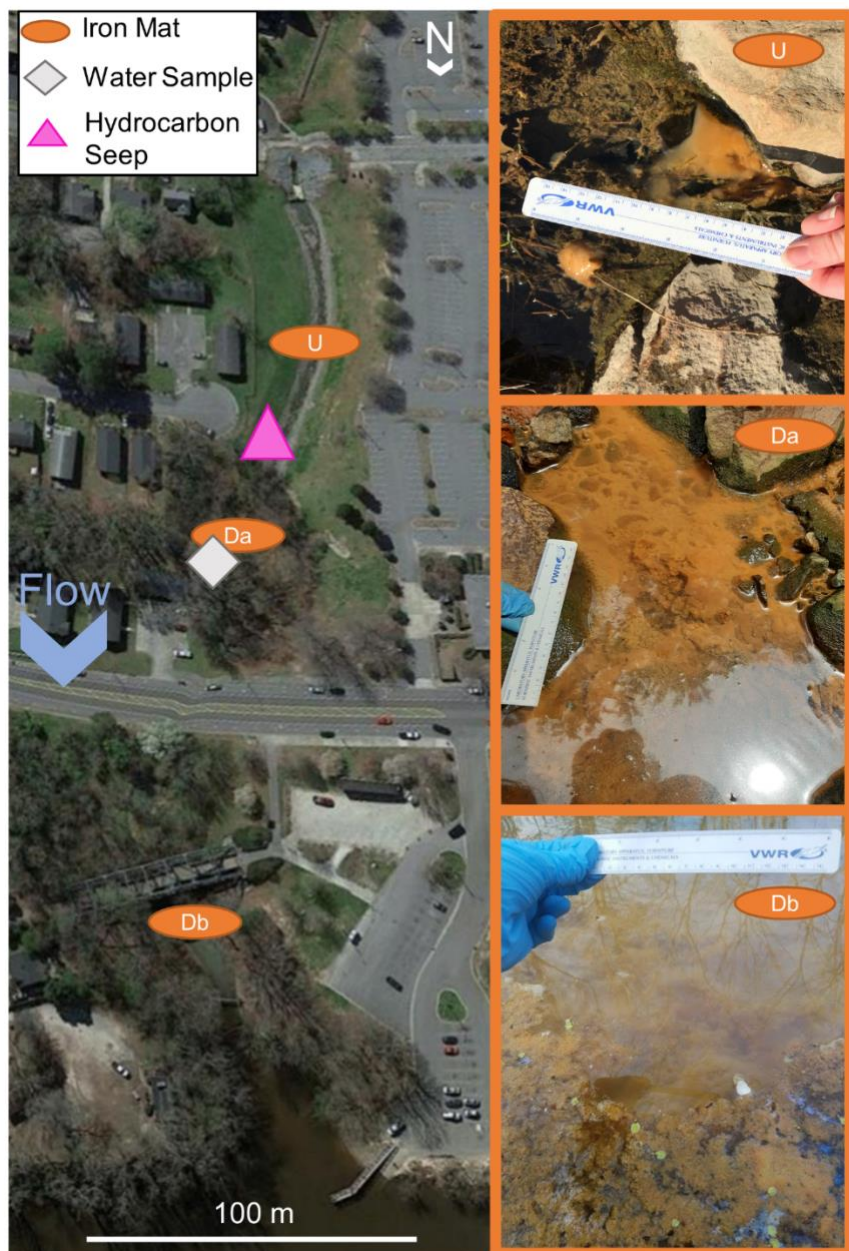 Iron Mat
Water Sample
Hydrocarbon
Seep
N
U
Da
Flow
Db
100 m
U
VWR
Da
VWR
VWR
Db